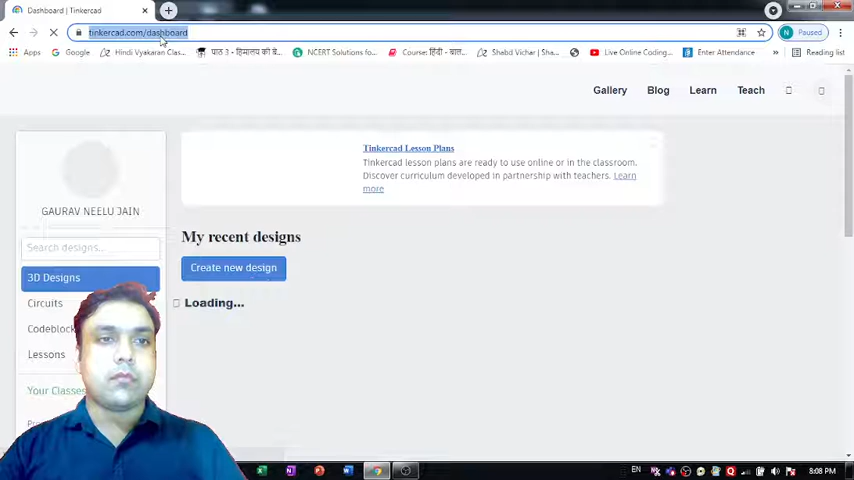 Dashboard | Tinkercad
tinkercad.com/dashboard
Paused
Apps Google Hindi Vyakaran Clas... पाठ 3 - हिमालय की बे... NCERT Solutions fo... Course: हिंदी - बाल... Shabd Vichar | Sha... Live Online Coding... Enter Attendance Reading list
Gallery Blog Learn Teach
Tinkercad Lesson Plans
Tinkercad lesson plans are ready to use online or in the classroom.
Discover curriculum developed in partnership with teachers. Learn
more
GAURAV NEELU JAIN
Search designs...
3D Designs
Circuits
Codeblock
Lessons
Your Classes
My recent designs
Create new design
Loading...
EN
8:08 PM